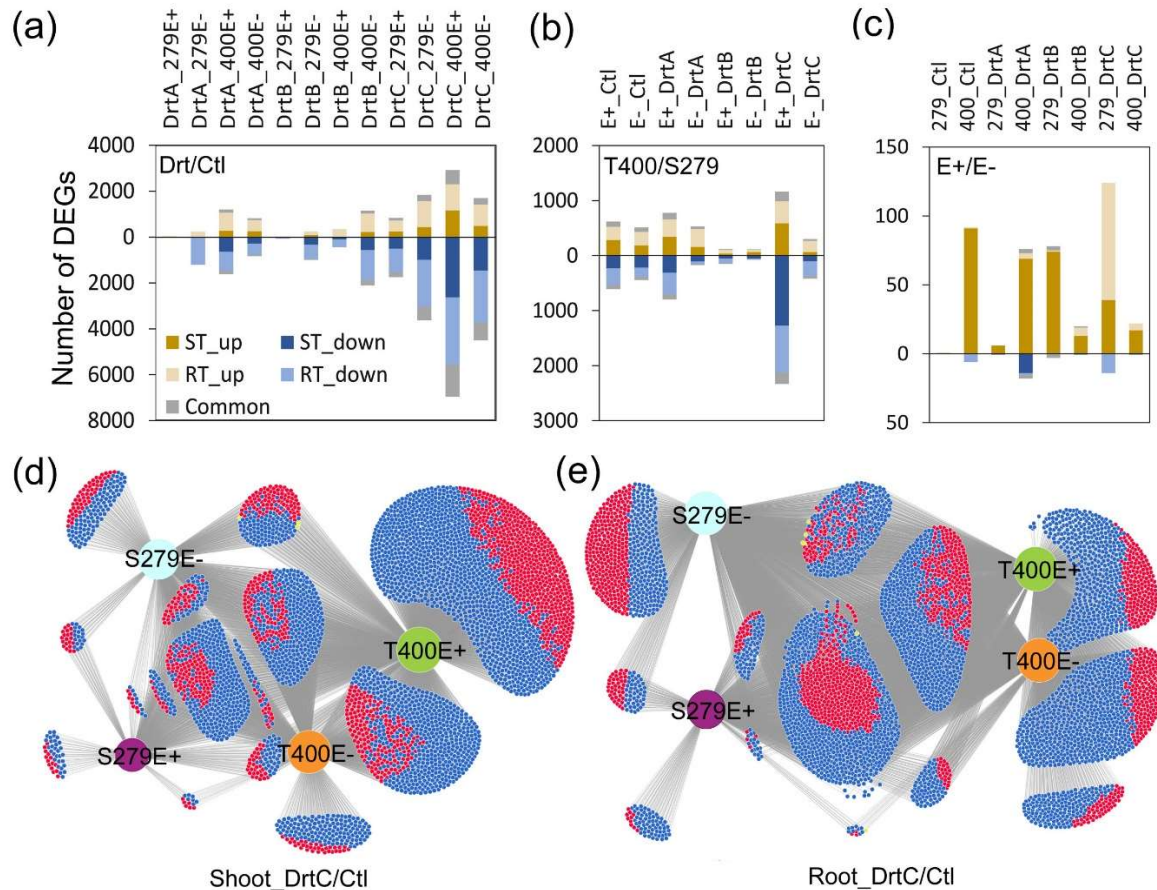 (a)
DrtA_279E+
DrtA_279E-
DrtA_400E+
DrtA_400E-
DrtB_279E+
DrtB_279E-
DrtB_400E+
DrtB_400E-
DrtC_279E+
DrtC_279E-
DrtC_400E+
DrtC_400E-
Number of DEGs
4000
2000
0
2000
4000
6000
8000
Drt/Ctl
ST_up
ST_down
RT_up
RT_down
Common
(b)
E+_Ctl
E-_Ctl
E+_DrtA
E-_DrtA
E+_DrtB
E-_DrtB
E+_DrtC
E-_DrtC
2000
1000
0
1000
2000
3000
T400/S279
(c)
279_Ctl
400_Ctl
279_DrtA
400_DrtA
279_DrtB
400_DrtB
279_DrtC
400_DrtC
150
100
50
0
50
E+/E-
(d)
S279E-
T400E+
S279E+
T400E-
Shoot_DrtC/Ctl
(e)
S279E-
T400E+
T400E-
S279E+
Root_DrtC/Ctl